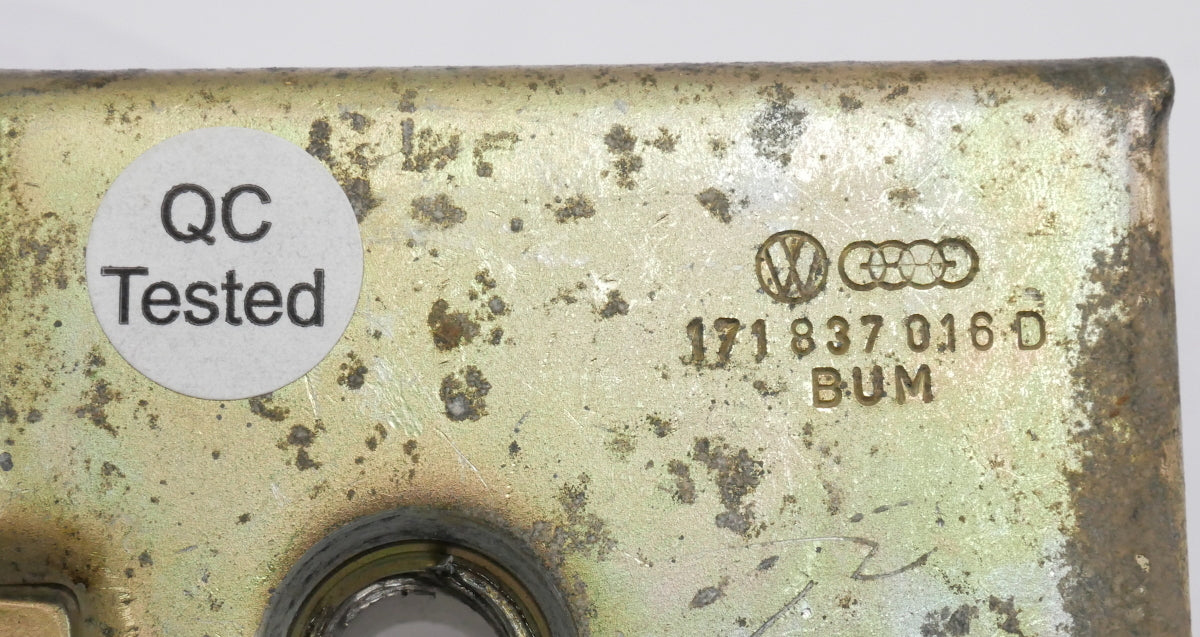 QC
Tested
171 837 016 D
BUM